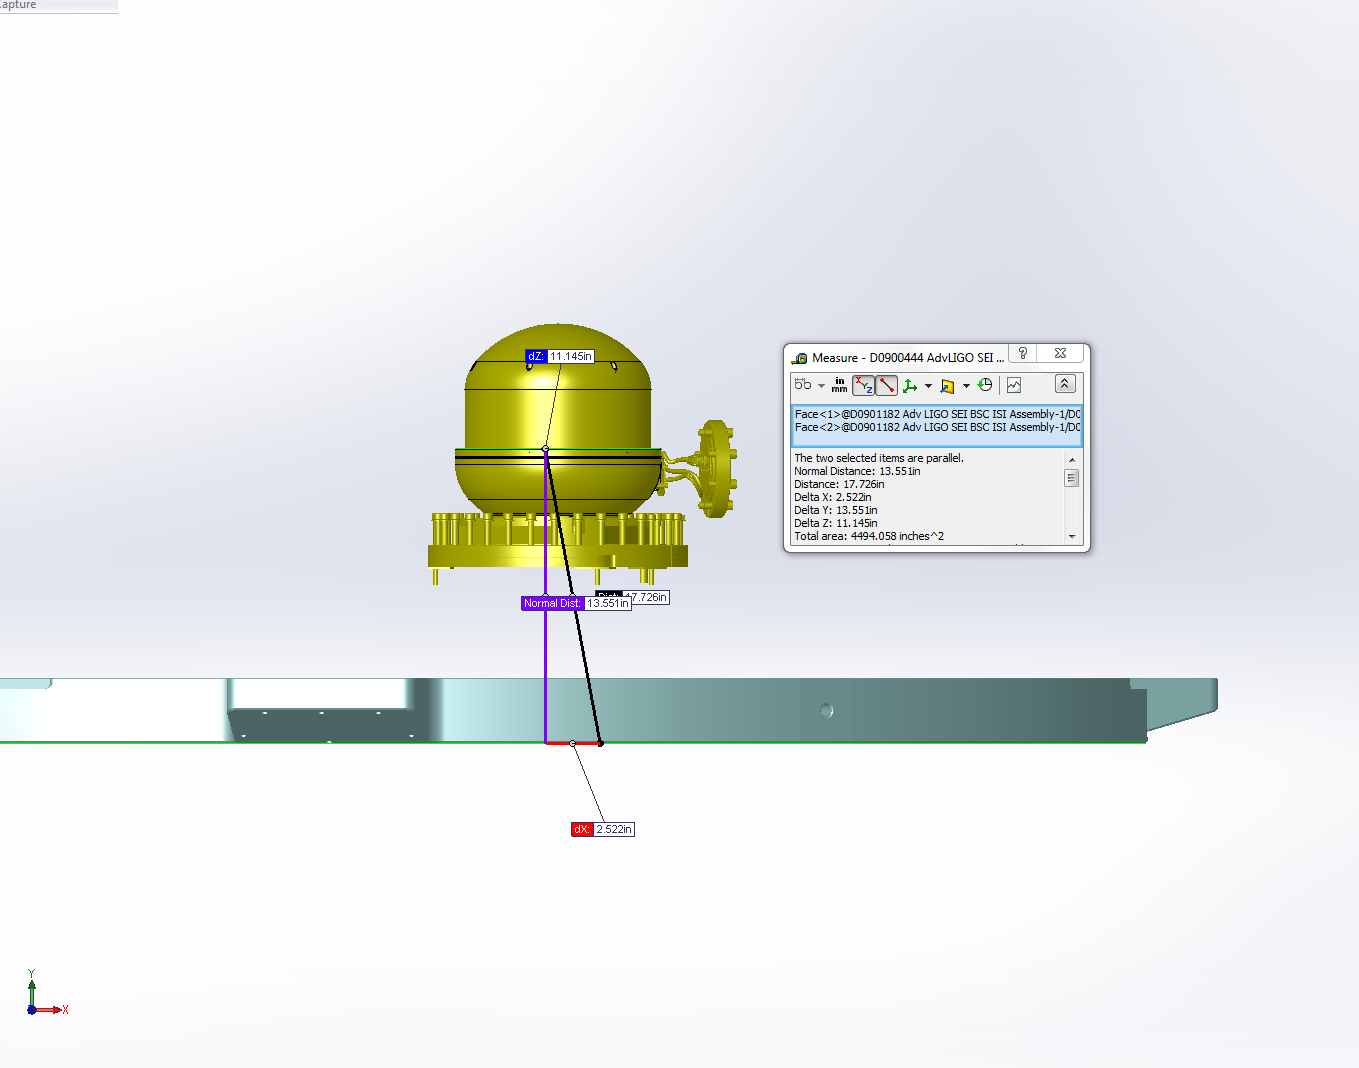 apture
dZ: 11.145in
Measure - D0900444 AdvLIGO SEI ...
in
mm
Face<1>@D0901182 Adv LIGO SEI BSC ISI Assembly-1/D0
Face<2>@D0901182 Adv LIGO SEI BSC ISI Assembly-1/D0
The two selected items are parallel.
Normal Distance: 13.551in
Distance: 17.726in
Delta X: 2.522in
Delta Y: 13.551in
Delta Z: 11.145in
Total area: 4494.058 inches^2
7.726in
Normal Dist: 13.551in
dX: 2.522in
Y
X